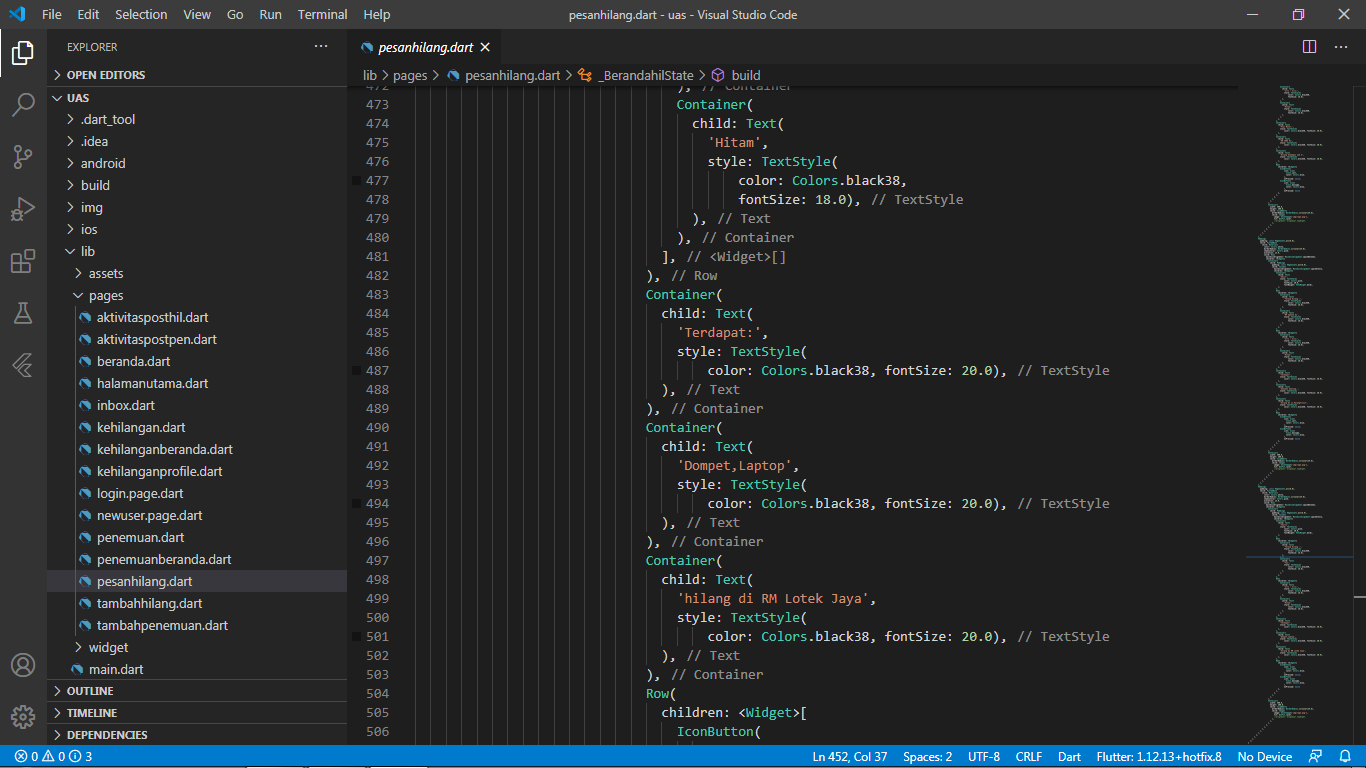 File Edit Selection View Go Run Terminal Help pesanhilang.dart - uas - Visual Studio Code
EXPLORER
OPEN EDITORS
UAS
.dart_tool
.idea
android
build
img
ios
lib
assets
pages
aktivitasposthil.dart
aktivitaspostpen.dart
beranda.dart
halamanutama.dart
inbox.dart
kehilangan.dart
kehilanganberanda.dart
kehilanganprofile.dart
login.page.dart
newuser.page.dart
penemuan.dart
penemuanberanda.dart
pesanhilang.dart
tambahhilang.dart
tambahpenemuan.dart
widget
main.dart
OUTLINE
TIMELINE
DEPENDENCIES
pesanhilang.dart
lib > pages > pesanhilang.dart > _BerandahilState > build
472 ), // Container
473 Container(
474 child: Text(
475 'Hitam',
476 style: TextStyle(
477 color: Colors.black38,
478 fontSize: 18.0), // TextStyle
479 ), // Text
480 ), // Container
481 ], // <Widget>[]
482 ), // Row
483 Container(
484 child: Text(
485 'Terdapat:',
486 style: TextStyle(
487 color: Colors.black38, fontSize: 20.0), // TextStyle
488 ), // Text
489 ), // Container
490 Container(
491 child: Text(
492 'Dompet,Laptop',
493 style: TextStyle(
494 color: Colors.black38, fontSize: 20.0), // TextStyle
495 ), // Text
496 ), // Container
497 Container(
498 child: Text(
499 'hilang di RM Lotek Jaya',
500 style: TextStyle(
501 color: Colors.black38, fontSize: 20.0), // TextStyle
502 ), // Text
503 ), // Container
504 Row(
505 children: <Widget>[
506 IconButton(
0 0 3 Ln 452, Col 37 Spaces: 2 UTF-8 CRLF Dart Flutter: 1.12.13+hotfix.8 No Device